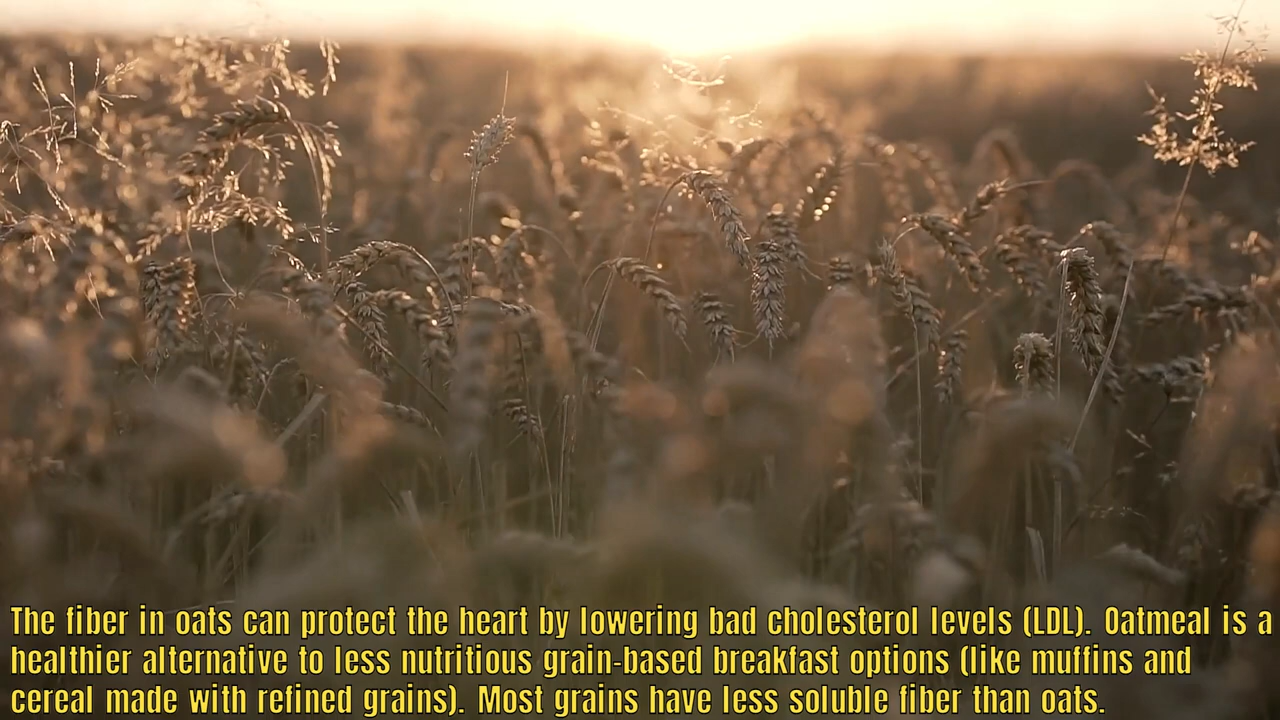 The fiber in oats can protect the heart by lowering bad cholesterol levels (LDL). Oatmeal is a
healthier alternative to less nutritious grain-based breakfast options (like muffins and
cereal made with refined grains). Most grains have less soluble fiber than oats.